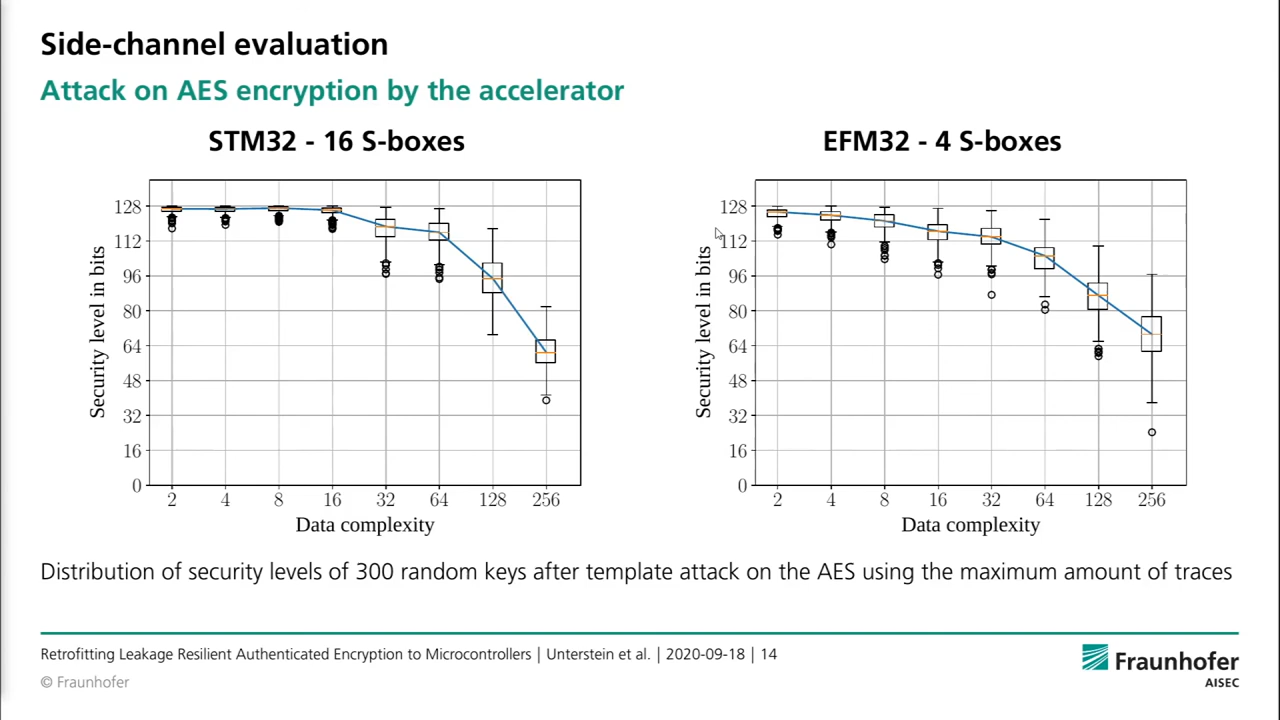 Side-channel evaluation
Attack on AES encryption by the accelerator
STM32 - 16 S-boxes
128
112
96
80
64
48
32
16
0
Security level in bits
2 4 8 16 32 64 128 256
Data complexity
EFM32 - 4 S-boxes
128
112
96
80
64
48
32
16
0
Security level in bits
2 4 8 16 32 64 128 256
Data complexity
Distribution of security levels of 300 random keys after template attack on the AES using the maximum amount of traces
Retrofitting Leakage Resilient Authenticated Encryption to Microcontrollers | Unterstein et al. | 2020-09-18 | 14
© Fraunhofer
Fraunhofer
AISEC